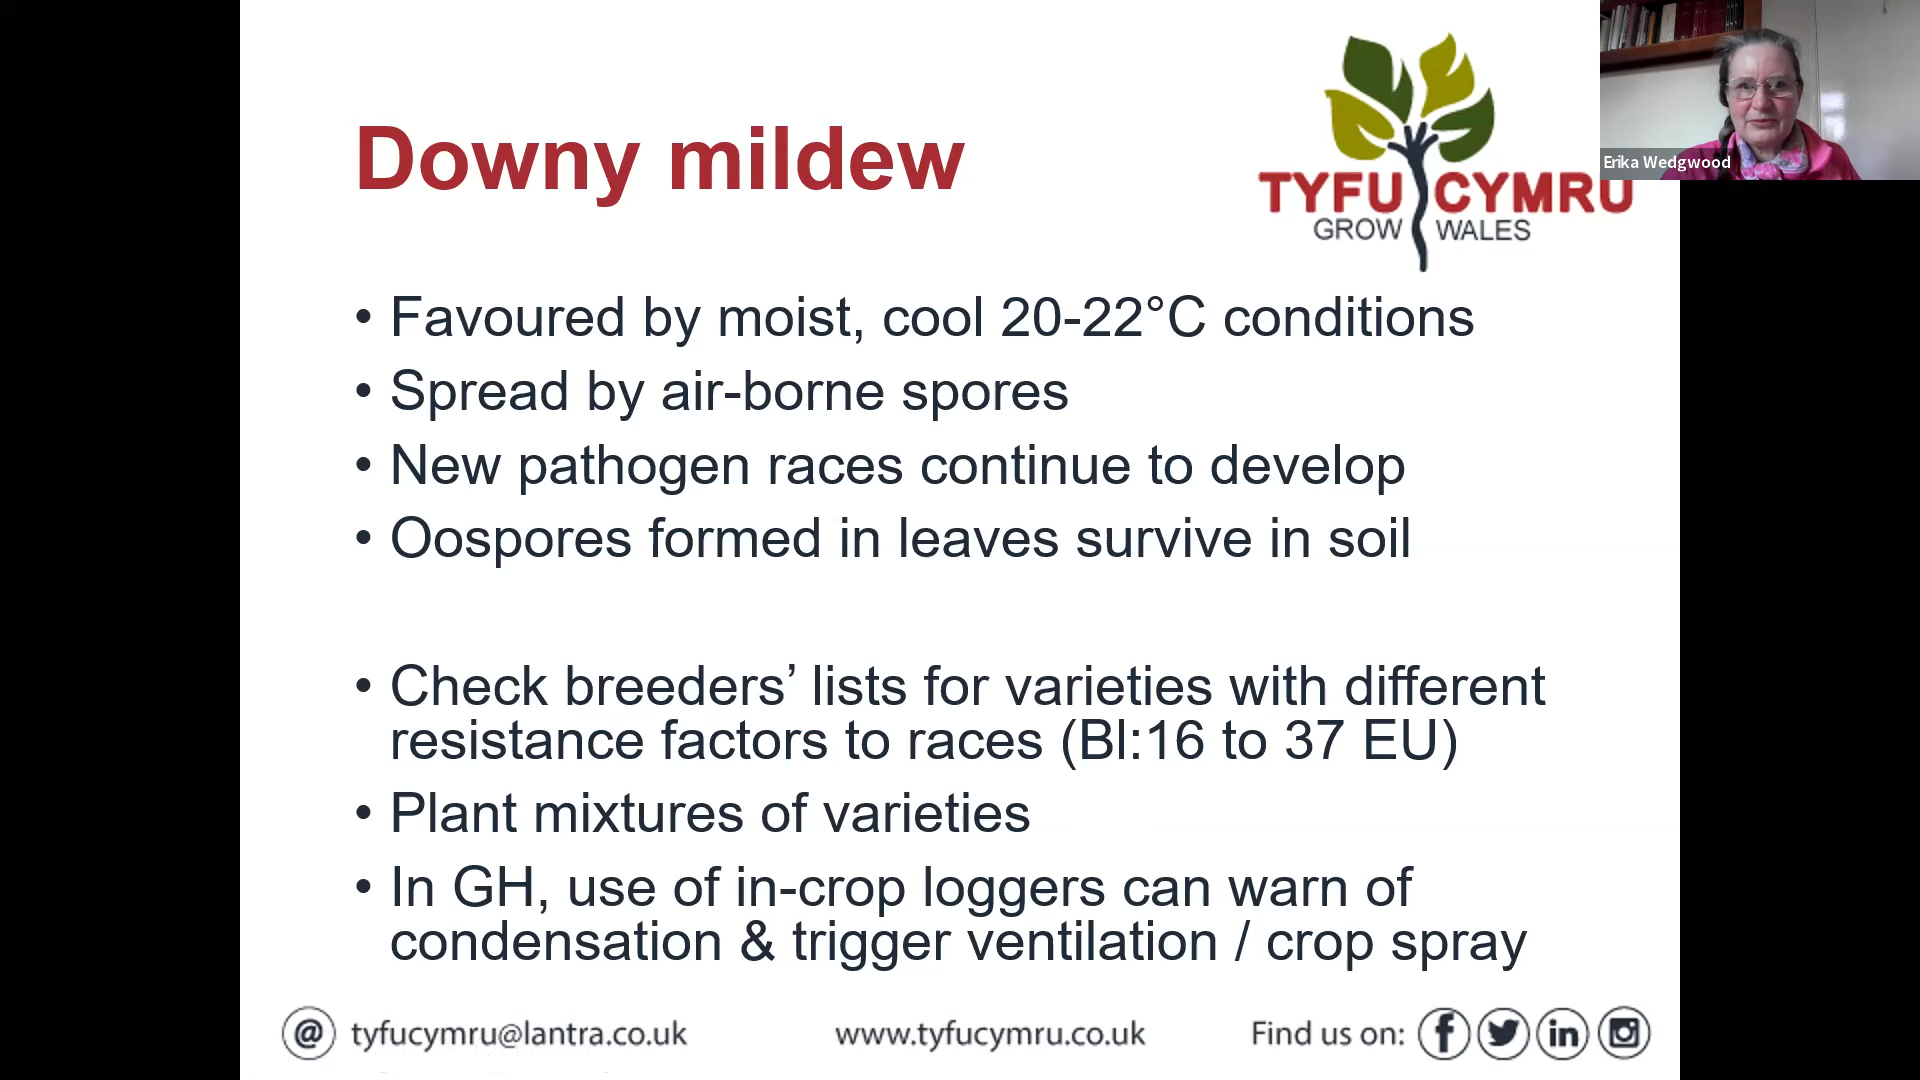 Erika Wedgwood
Downy mildew
TYFU CYMRU
GROW WALES
• Favoured by moist, cool 20-22°C conditions
• Spread by air-borne spores
• New pathogen races continue to develop
• Oospores formed in leaves survive in soil
• Check breeders’ lists for varieties with different
resistance factors to races (Bl:16 to 37 EU)
• Plant mixtures of varieties
• In GH, use of in-crop loggers can warn of
condensation & trigger ventilation / crop spray
@ tyfucymru@lantra.co.uk
www.tyfucymru.co.uk
Find us on: